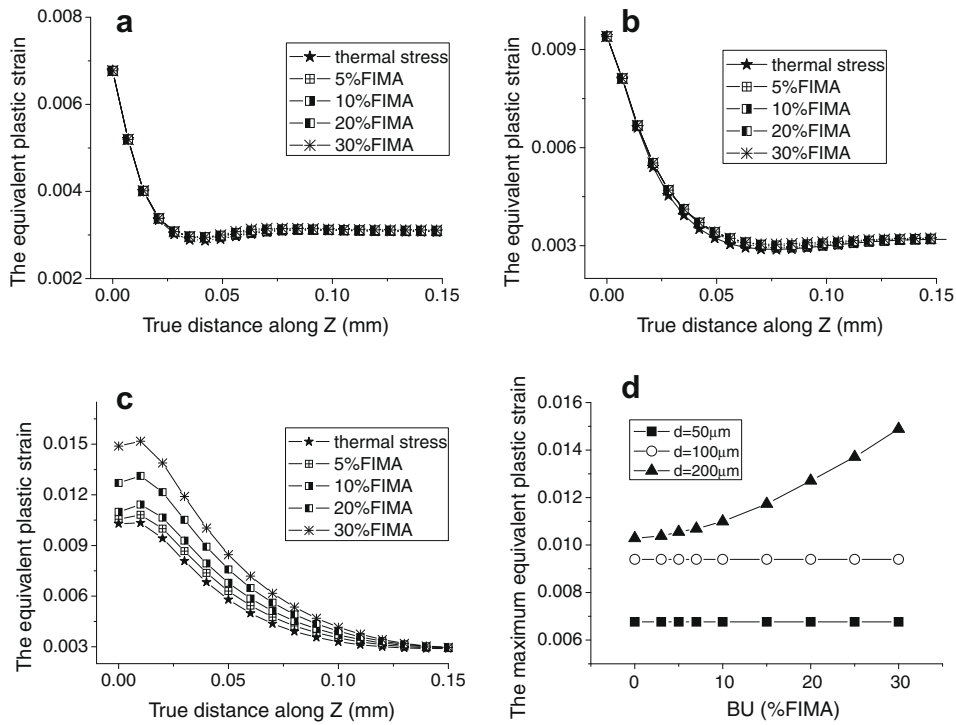 a
The equivalent plastic strain
0.008
0.006
0.004
0.002
0.00
0.05
0.10
0.15
True distance along Z (mm)
thermal stress
5%FIMA
10%FIMA
20%FIMA
30%FIMA
b
The equivalent plastic strain
0.009
0.006
0.003
0.00
0.05
0.10
0.15
True distance along Z (mm)
thermal stress
5%FIMA
10%FIMA
20%FIMA
30%FIMA
c
The equivalent plastic strain
0.015
0.012
0.009
0.006
0.003
0.00
0.05
0.10
0.15
True distance along Z (mm)
thermal stress
5%FIMA
10%FIMA
20%FIMA
30%FIMA
d
The maximum equivalent plastic strain
0.016
0.014
0.012
0.010
0.008
0.006
0
10
20
30
BU (%FIMA)
d=50μm
d=100μm
d=200μm